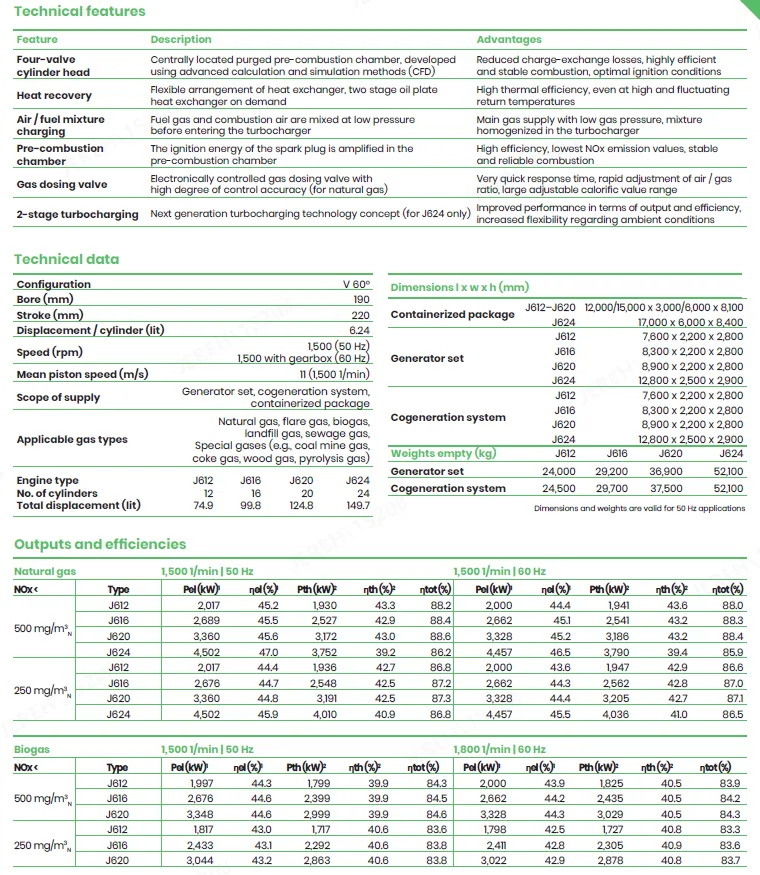 Technical features
Feature Description Advantages
Four-valve cylinder head Centrally located purged pre-combustion chamber, developed using advanced calculation and simulation methods (CFD) Reduced charge-exchange losses, highly efficient and stable combustion, optimal ignition conditions
Heat recovery Flexible arrangement of heat exchanger, two stage oil plate heat exchanger on demand High thermal efficiency, even at high and fluctuating return temperatures
Air / fuel mixture charging Fuel gas and combustion air are mixed at low pressure before entering the turbocharger Main gas supply with low gas pressure, mixture homogenized in the turbocharger
Pre-combustion chamber The ignition energy of the spark plug is amplified in the pre-combustion chamber High efficiency, lowest NOx emission values, stable and reliable combustion
Gas dosing valve Electronically controlled gas dosing valve with high degree of control accuracy (for natural gas) Very quick response time, rapid adjustment of air / gas ratio, large adjustable calorific value range
2-stage turbocharging Next generation turbocharging technology concept (for J624 only) Improved performance in terms of output and efficiency, increased flexibility regarding ambient conditions
Technical data
Configuration V 60°
Bore (mm) 190
Stroke (mm) 220
Displacement / cylinder (lit) 6.24
Speed (rpm) 1,500 (50 Hz)
1,500 with gearbox (60 Hz)
Mean piston speed (m/s) 11 (1,500 1/min)
Scope of supply Generator set, cogeneration system,
containerized package
Applicable gas types Natural gas, flare gas, biogas,
landfill gas, sewage gas,
Special gases (e.g., coal mine gas,
coke gas, wood gas, pyrolysis gas)
Engine type J612 J616 J620 J624
No. of cylinders 12 16 20 24
Total displacement (lit) 74.9 99.8 124.8 149.7
Dimensions l x w x h (mm)
Containerized package J612–J620 12,000/15,000 x 3,000/6,000 x 8,100
J624 17,000 x 6,000 x 8,400
Generator set J612 7,600 x 2,200 x 2,800
J616 8,300 x 2,200 x 2,800
J620 8,900 x 2,200 x 2,800
J624 12,800 x 2,500 x 2,900
Cogeneration system J612 7,600 x 2,200 x 2,800
J616 8,300 x 2,200 x 2,800
J620 8,900 x 2,200 x 2,800
J624 12,800 x 2,500 x 2,900
Weights empty (kg) J612 J616 J620 J624
Generator set 24,000 29,200 36,900 52,100
Cogeneration system 24,500 29,700 37,500 52,100
Dimensions and weights are valid for 50 Hz applications
Outputs and efficiencies
Natural gas 1,500 1/min | 50 Hz 1,500 1/min | 60 Hz
NOx < Type Pel (kW)¹ ηel (%)¹ Pth (kW)² ηth (%)² ηtot (%) Pel (kW)¹ ηel (%)¹ Pth (kW)² ηth (%)² ηtot (%)
500 mg/m³N J612 2,017 45.2 1,930 43.3 88.2 2,000 44.4 1,941 43.6 88.0
J616 2,689 45.5 2,527 42.9 88.4 2,662 45.1 2,541 43.2 88.3
J620 3,360 45.6 3,172 43.0 88.6 3,328 45.2 3,186 43.2 88.4
J624 4,502 47.0 3,752 39.2 86.2 4,457 46.5 3,790 39.4 85.9
250 mg/m³N J612 2,017 44.4 1,936 42.7 86.8 2,000 43.6 1,947 42.9 86.6
J616 2,676 44.7 2,548 42.5 87.2 2,662 44.3 2,562 42.8 87.0
J620 3,360 44.8 3,191 42.5 87.3 3,328 44.4 3,205 42.7 87.1
J624 4,502 45.9 4,010 40.9 86.8 4,457 45.5 4,036 41.0 86.5
Biogas 1,500 1/min | 50 Hz 1,800 1/min | 60 Hz
NOx < Type Pel (kW)¹ ηel (%)¹ Pth (kW)² ηth (%)² ηtot (%) Pel (kW)¹ ηel (%)¹ Pth (kW)² ηth (%)² ηtot (%)
500 mg/m³N J612 1,997 44.3 1,799 39.9 84.3 2,000 43.9 1,825 40.5 83.9
J616 2,676 44.6 2,399 39.9 84.5 2,662 44.2 2,435 40.5 84.2
J620 3,348 44.6 2,999 39.9 84.6 3,328 44.3 3,029 40.5 84.3
250 mg/m³N J612 1,817 43.0 1,717 40.6 83.6 1,798 42.5 1,727 40.8 83.3
J616 2,433 43.1 2,292 40.6 83.8 2,411 42.8 2,305 40.9 83.6
J620 3,044 43.2 2,863 40.6 83.8 3,022 42.9 2,878 40.8 83.7